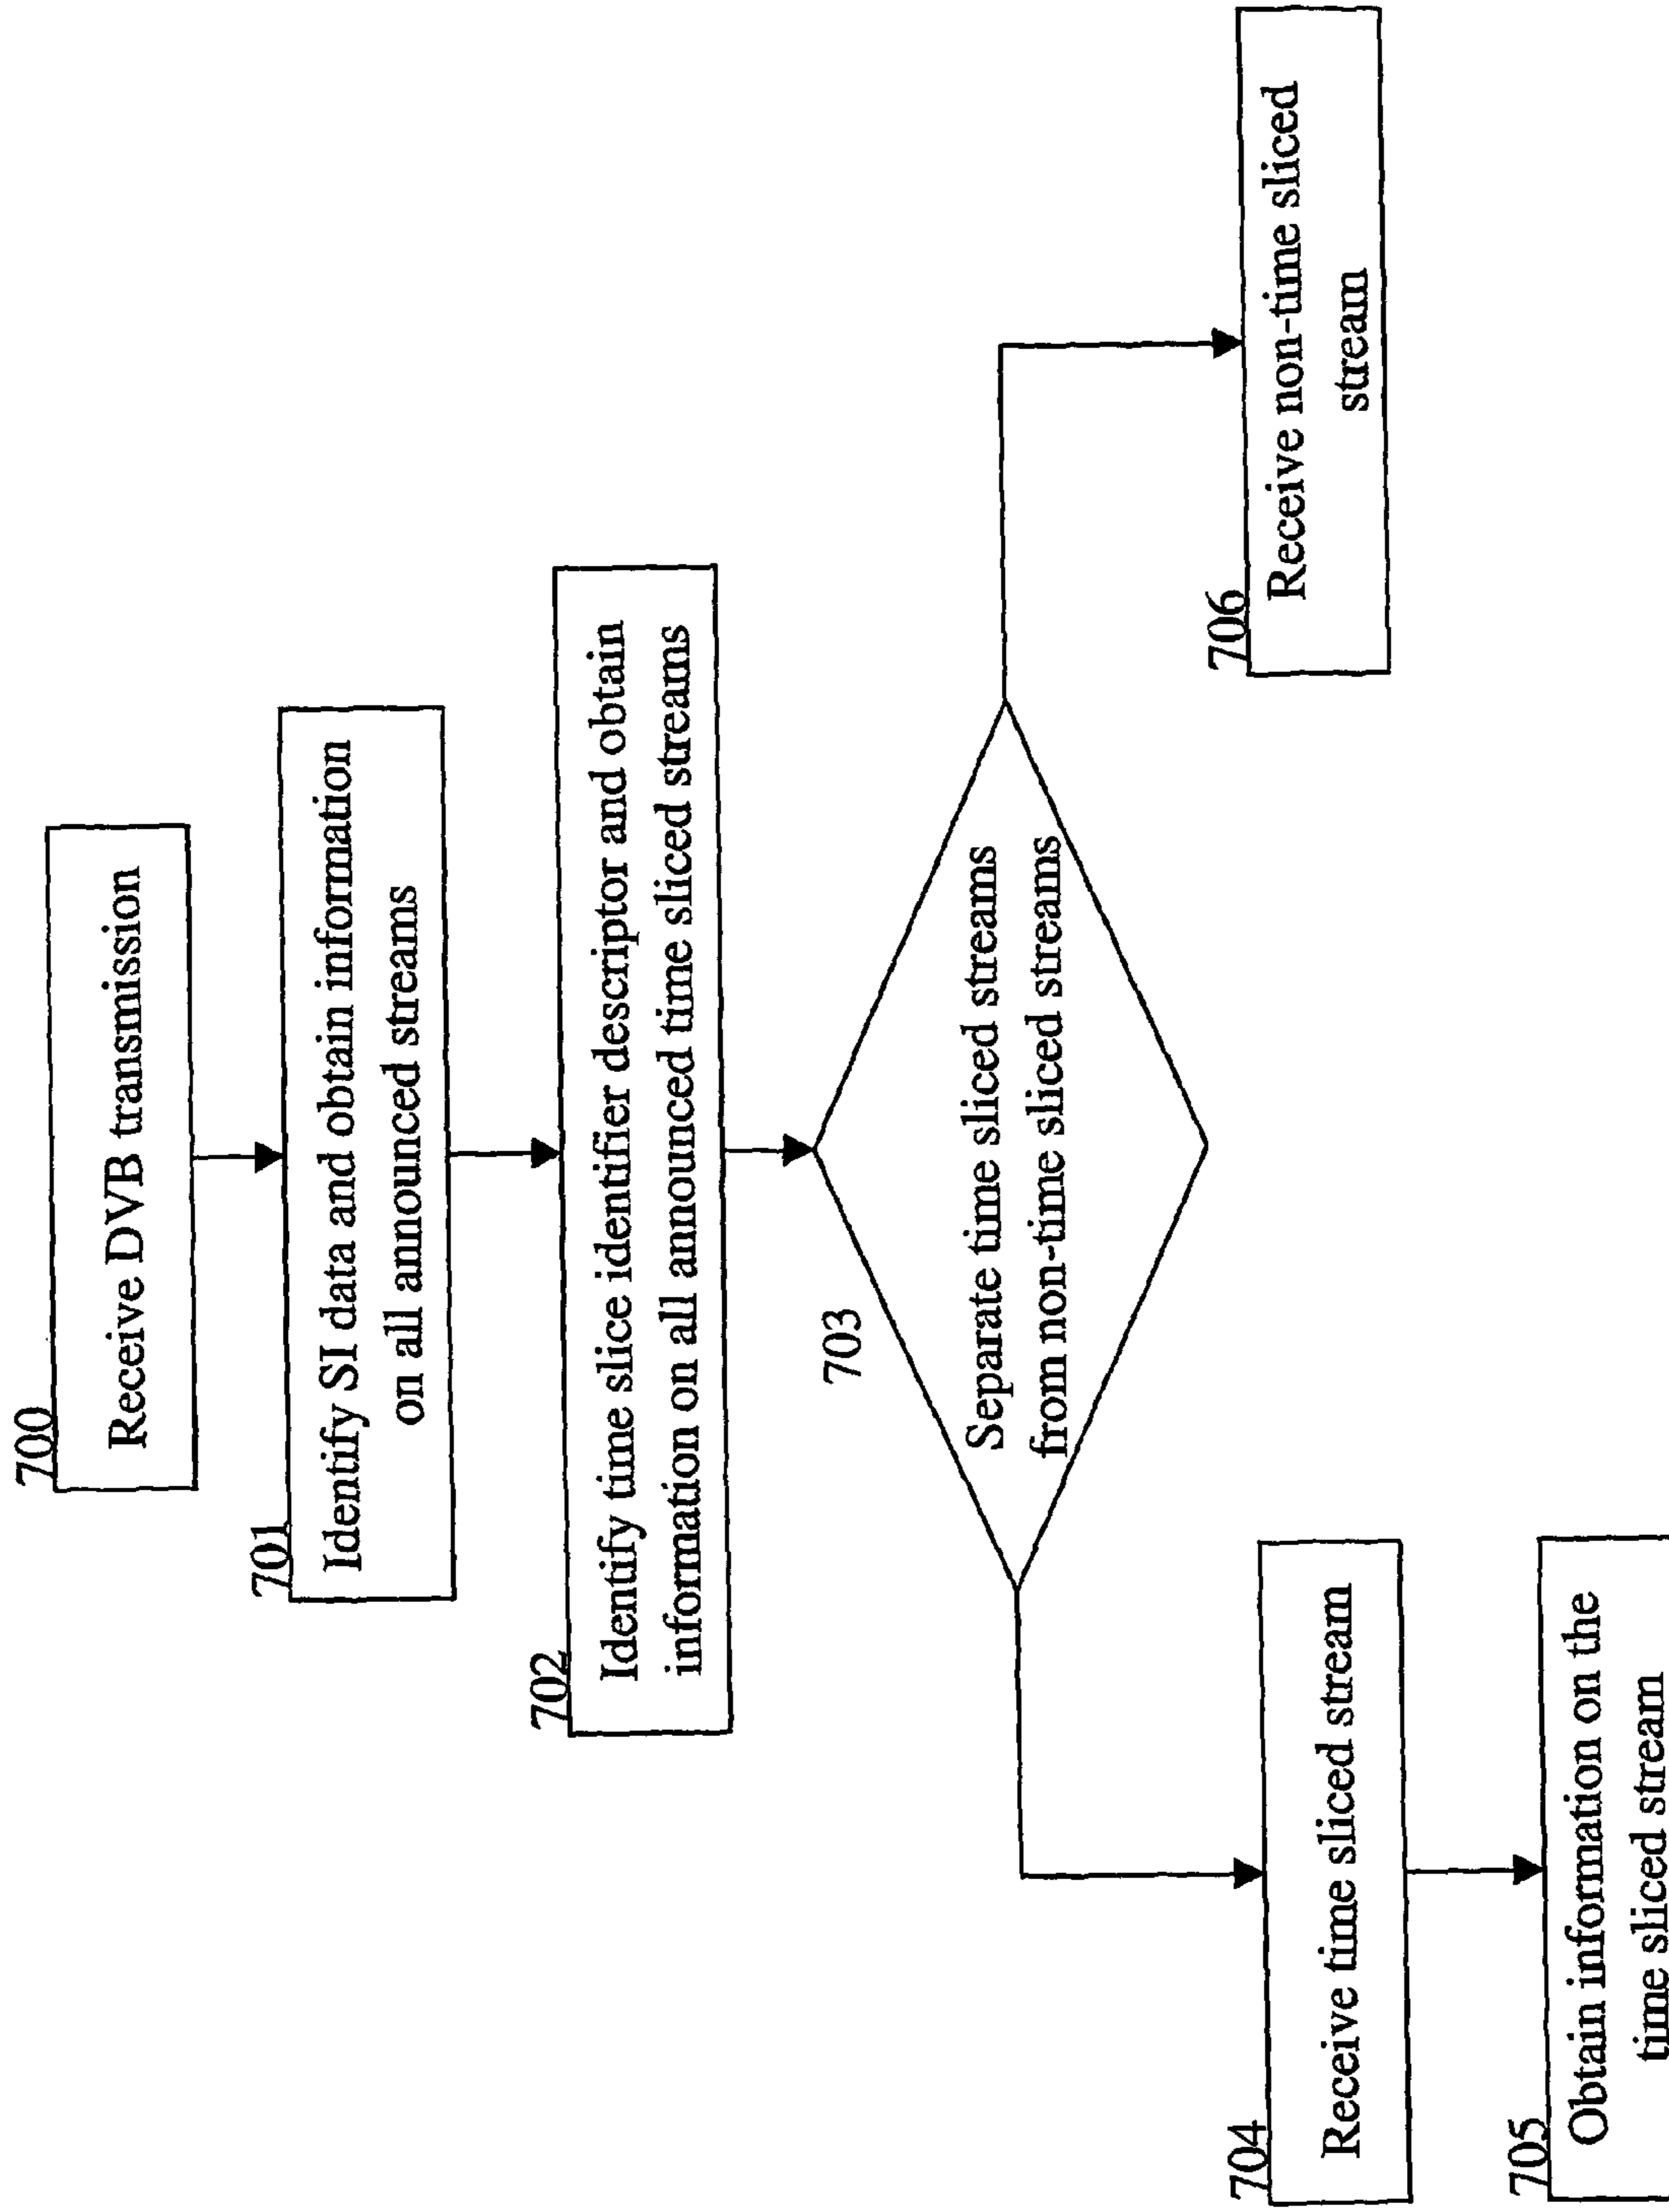 700
Receive DVB transmission
701
Identify SI data and obtain information
on all announced streams
702
Identify time slice identifier descriptor and obtain
information on all announced time sliced streams
703
Separate time sliced streams
from non-time sliced streams
704
Receive time sliced stream
705
Obtain information on the
time sliced stream
706
Receive non-time sliced
stream